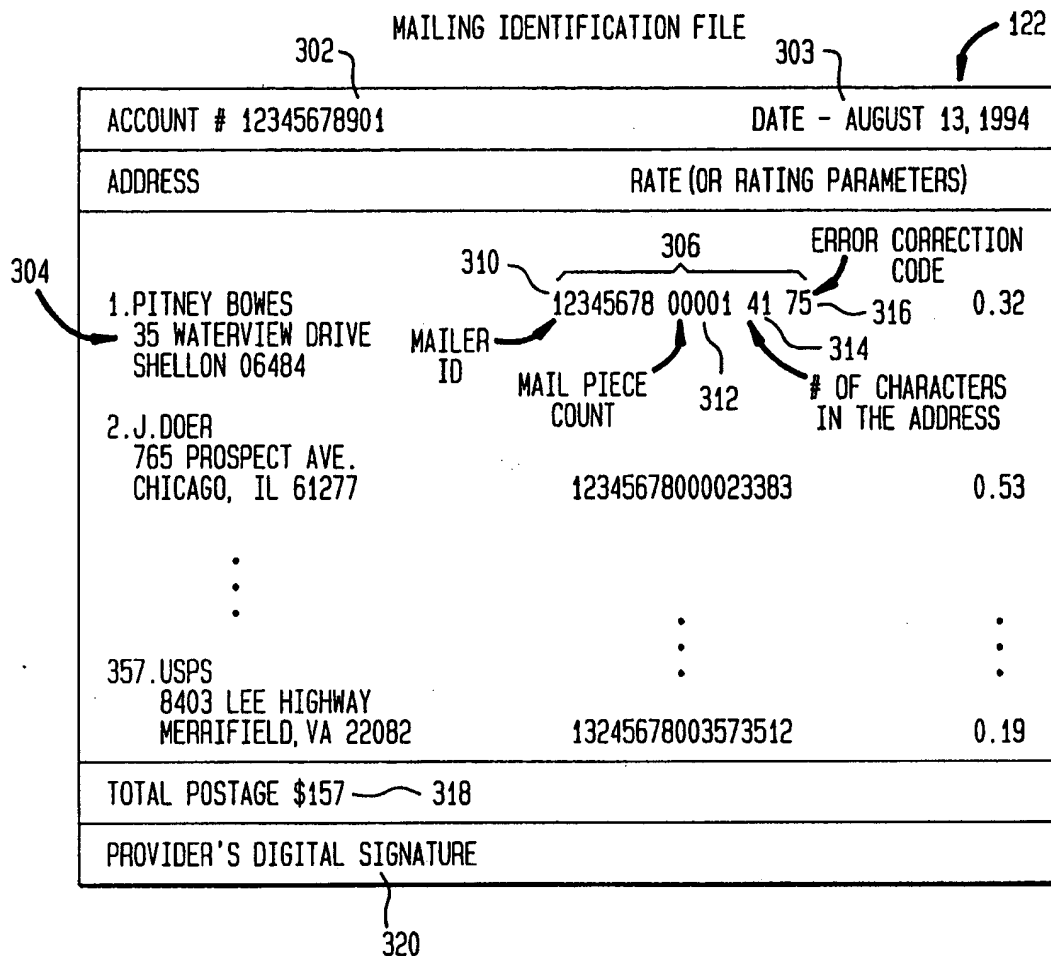 MAILING IDENTIFICATION FILE
122
302
303
ACCOUNT # 12345678901 DATE - AUGUST 13, 1994
ADDRESS RATE (OR RATING PARAMETERS)
304
310
306
ERROR CORRECTION
CODE
1.PITNEY BOWES 12345678 00001 41 75 316 0.32
35 WATERVIEW DRIVE
SHELLON 06484
MAILER
ID
314
MAIL PIECE
COUNT
312
# OF CHARACTERS
IN THE ADDRESS
2.J.DOER
765 PROSPECT AVE.
CHICAGO, IL 61277 12345678000023383 0.53
357.USPS
8403 LEE HIGHWAY
MERRIFIELD, VA 22082 13245678003573512 0.19
TOTAL POSTAGE $157 318
PROVIDER'S DIGITAL SIGNATURE
320